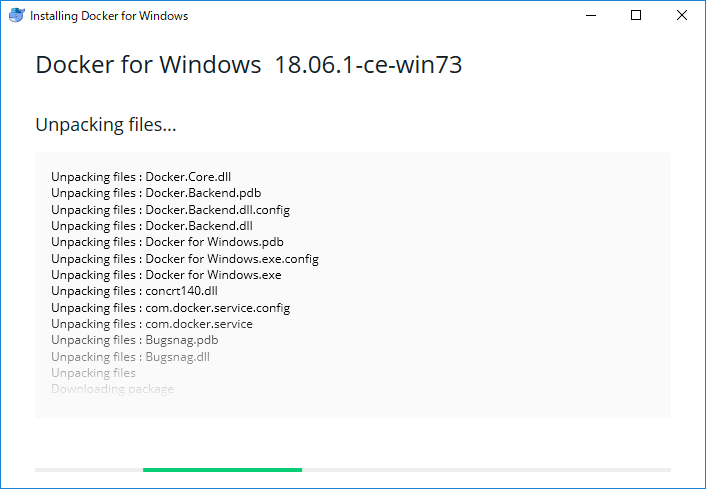 Installing Docker for Windows
Docker for Windows 18.06.1-ce-win73
Unpacking files...
Unpacking files : Docker.Core.dll
Unpacking files : Docker.Backend.pdb
Unpacking files : Docker.Backend.dll.config
Unpacking files : Docker.Backend.dll
Unpacking files : Docker for Windows.pdb
Unpacking files : Docker for Windows.exe.config
Unpacking files : Docker for Windows.exe
Unpacking files : concrt140.dll
Unpacking files : com.docker.service.config
Unpacking files : com.docker.service
Unpacking files : Bugsnag.pdb
Unpacking files : Bugsnag.dll
Unpacking files
Downloading package